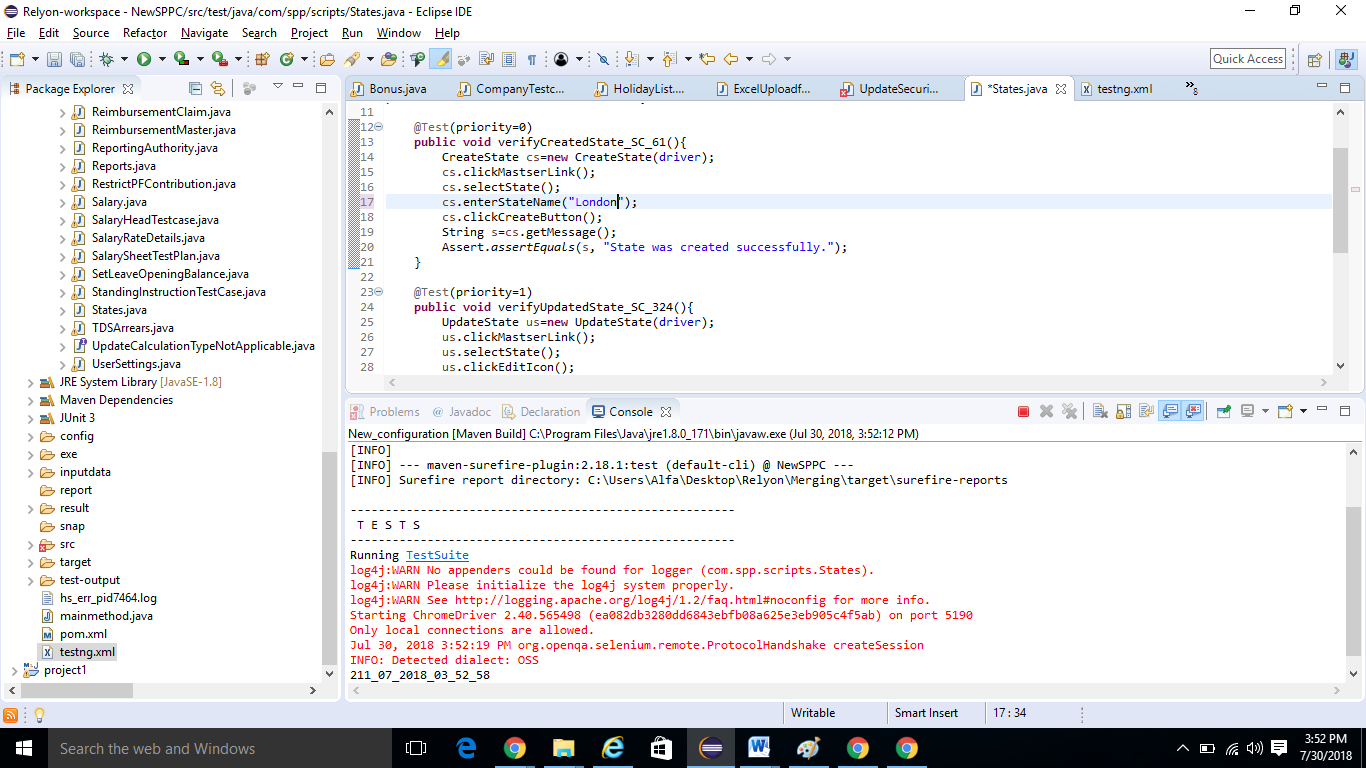 Relyon-workspace - NewSPPC/src/test/java/com/spp/scripts/States.java - Eclipse IDE
File Edit Source Refactor Navigate Search Project Run Window Help
Quick Access
Package Explorer
ReimbursementClaim.java
ReimbursementMaster.java
ReportingAuthority.java
Reports.java
RestrictPFContribution.java
Salary.java
SalaryHeadTestcase.java
SalaryRateDetails.java
SalarySheetTestPlan.java
SetLeaveOpeningBalance.java
StandingInstructionTestCase.java
States.java
TDSArrears.java
UpdateCalculationTypeNotApplicable.java
UserSettings.java
JRE System Library [JavaSE-1.8]
Maven Dependencies
JUnit 3
config
exe
inputdata
report
result
snap
src
target
test-output
hs_err_pid7464.log
mainmethod.java
pom.xml
testng.xml
project1
Bonus.java CompanyTestc... HolidayList.... ExcelUploadf... UpdateSecuri... *States.java testng.xml »8
11
12 @Test(priority=0)
13 public void verifyCreatedState_SC_61(){
14 CreateState cs=new CreateState(driver);
15 cs.clickMastserLink();
16 cs.selectState();
17 cs.enterStateName("London");
18 cs.clickCreateButton();
19 String s=cs.getMessage();
20 Assert.assertEquals(s, "State was created successfully.");
21 }
22
23 @Test(priority=1)
24 public void verifyUpdatedState_SC_324(){
25 UpdateState us=new UpdateState(driver);
26 us.clickMastserLink();
27 us.selectState();
28 us.clickEditIcon();
Problems @ Javadoc Declaration Console
New_configuration [Maven Build] C:\Program Files\Java\jre1.8.0_171\bin\javaw.exe (Jul 30, 2018, 3:52:12 PM)
[INFO]
[INFO] --- maven-surefire-plugin:2.18.1:test (default-cli) @ NewSPPC ---
[INFO] Surefire report directory: C:\Users\Alfa\Desktop\Relyon\Merging\target\surefire-reports
-------------------------------------------------------
T E S T S
-------------------------------------------------------
Running TestSuite
log4j:WARN No appenders could be found for logger (com.spp.scripts.States).
log4j:WARN Please initialize the log4j system properly.
log4j:WARN See http://logging.apache.org/log4j/1.2/faq.html#noconfig for more info.
Starting ChromeDriver 2.40.565498 (ea082db3280dd6843ebfb08a625e3eb905c4f5ab) on port 5190
Only local connections are allowed.
Jul 30, 2018 3:52:19 PM org.openqa.selenium.remote.ProtocolHandshake createSession
INFO: Detected dialect: OSS
211_07_2018_03_52_58
Writable Smart Insert 17 : 34
Search the web and Windows
3:52 PM
7/30/2018